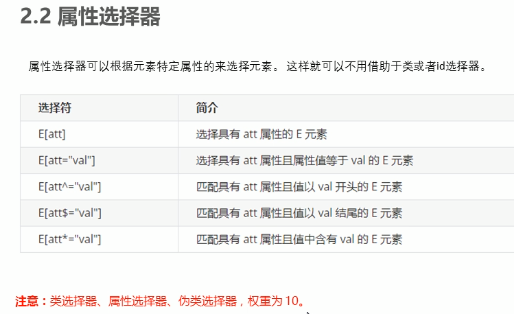 2.2 属性选择器
属性选择器可以根据元素特定属性的来选择元素。 这样就可以不用借助于类或者id选择器。
选择符 简介
E[att] 选择具有 att 属性的 E 元素
E[att="val"] 选择具有 att 属性且属性值等于 val 的 E 元素
E[att^="val"] 匹配具有 att 属性且值以 val 开头的 E 元素
E[att$="val"] 匹配具有 att 属性且值以 val 结尾的 E 元素
E[att*="val"] 匹配具有 att 属性且值中含有 val 的 E 元素
注意：类选择器、属性选择器、伪类选择器，权重为 10。